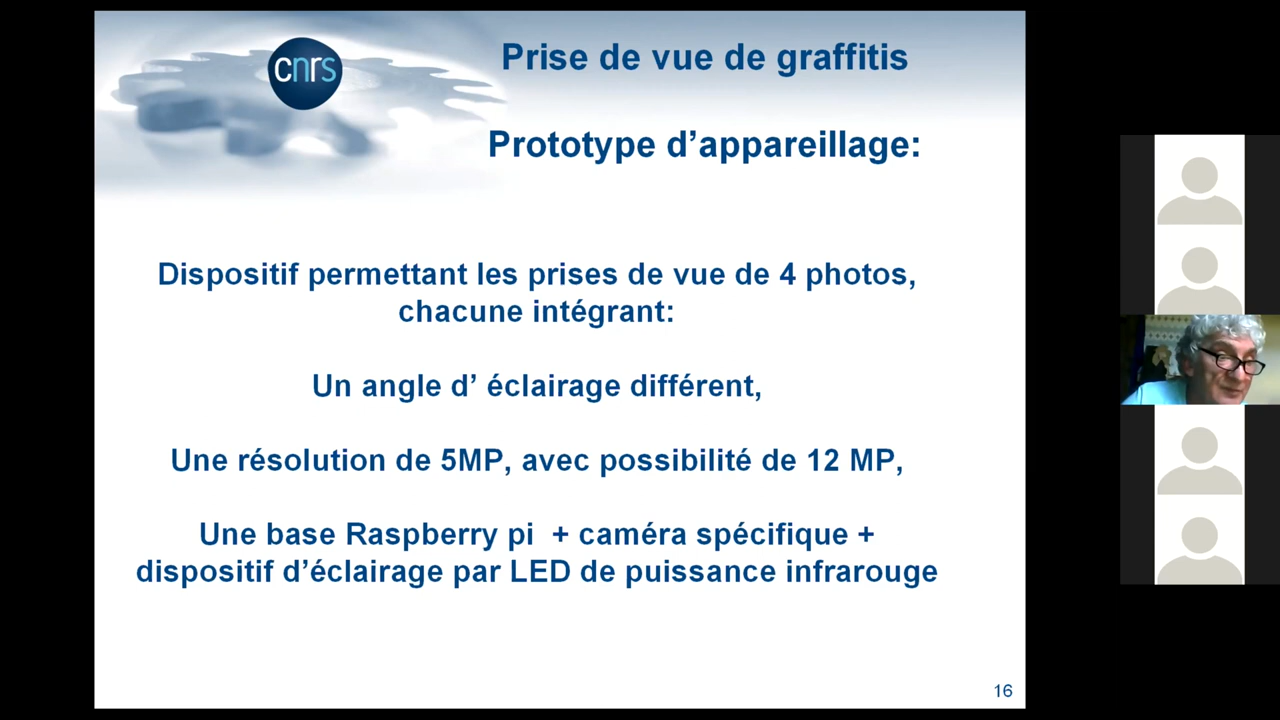 cnrs
Prise de vue de graffitis
Prototype d’appareillage:
Dispositif permettant les prises de vue de 4 photos,
chacune intégrant:
Un angle d’ éclairage différent,
Une résolution de 5MP, avec possibilité de 12 MP,
Une base Raspberry pi  + caméra spécifique +
dispositif d’éclairage par LED de puissance infrarouge
16